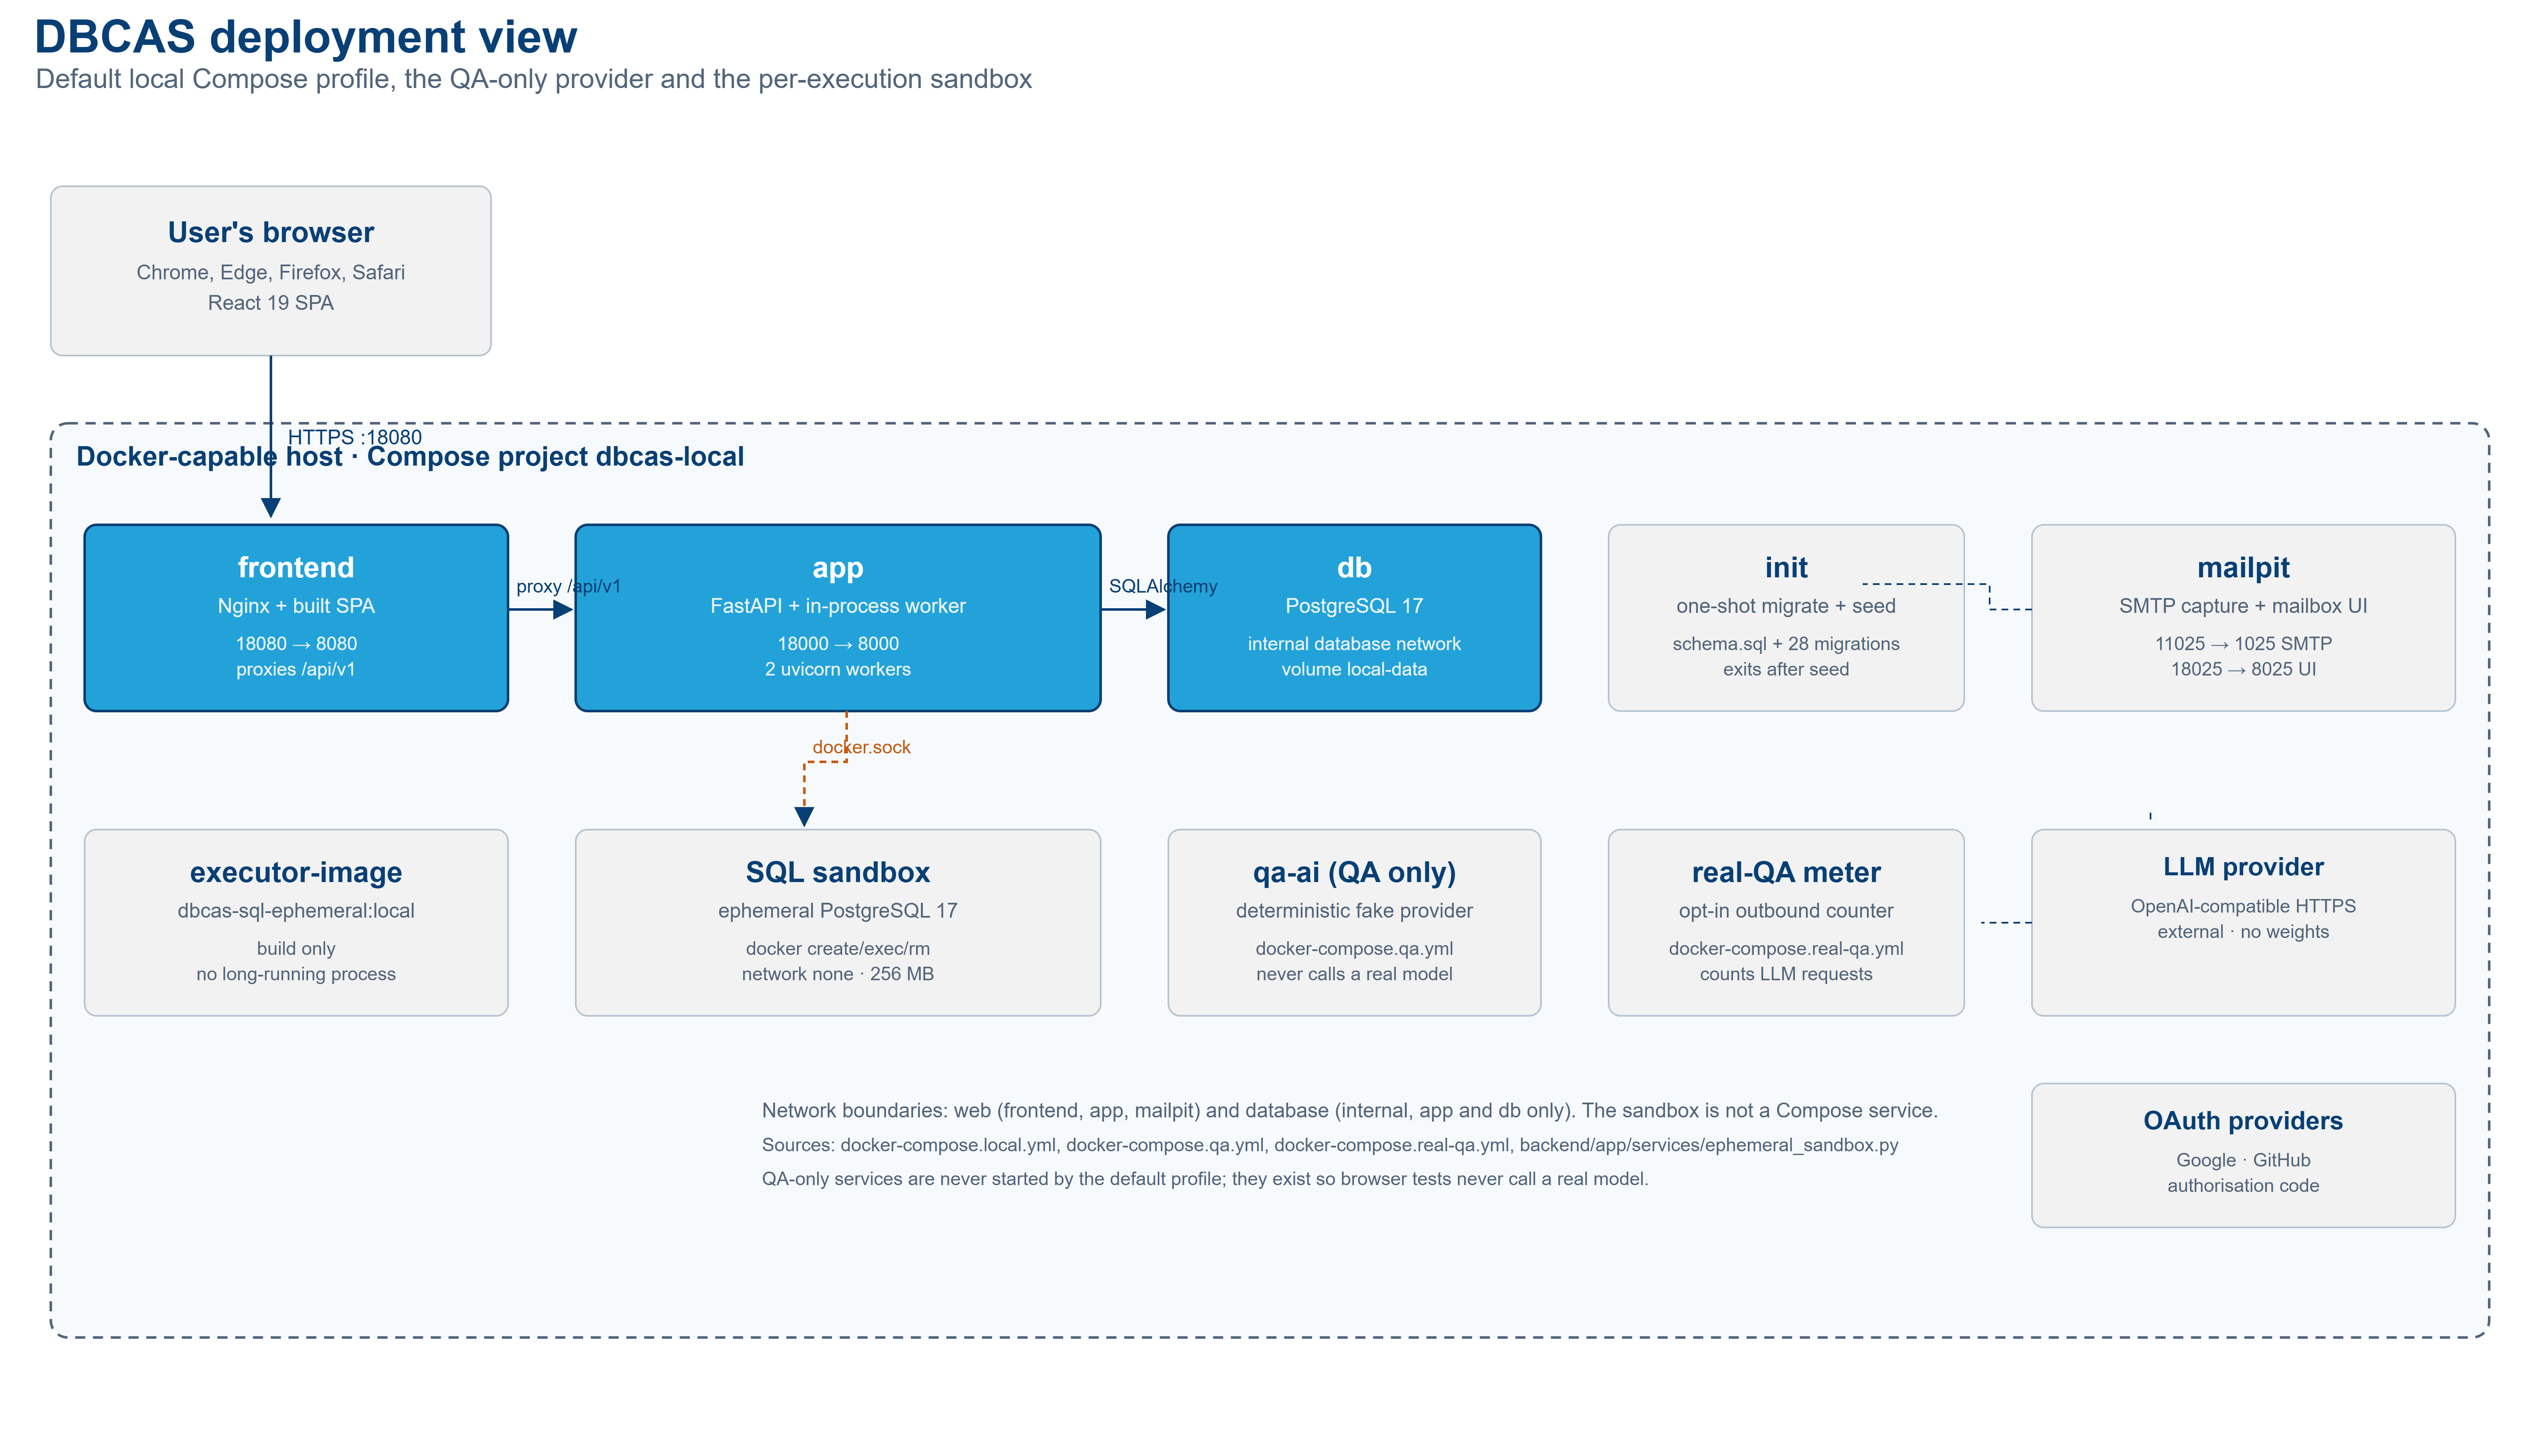 DBCAS deployment view
Default local Compose profile, the QA-only provider and the per-execution sandbox
User's browser
Chrome, Edge, Firefox, Safari
React 19 SPA
HTTPS :18080
Docker-capable host · Compose project dbcas-local
frontend
Nginx + built SPA
18080 → 8080
proxies /api/v1
proxy /api/v1
app
FastAPI + in-process worker
18000 → 8000
2 uvicorn workers
SQLAlchemy
db
PostgreSQL 17
internal database network
volume local-data
init
one-shot migrate + seed
schema.sql + 28 migrations
exits after seed
mailpit
SMTP capture + mailbox UI
11025 → 1025 SMTP
18025 → 8025 UI
docker.sock
executor-image
dbcas-sql-ephemeral:local
build only
no long-running process
SQL sandbox
ephemeral PostgreSQL 17
docker create/exec/rm
network none · 256 MB
qa-ai (QA only)
deterministic fake provider
docker-compose.qa.yml
never calls a real model
real-QA meter
opt-in outbound counter
docker-compose.real-qa.yml
counts LLM requests
LLM provider
OpenAI-compatible HTTPS
external · no weights
Network boundaries: web (frontend, app, mailpit) and database (internal, app and db only). The sandbox is not a Compose service.
Sources: docker-compose.local.yml, docker-compose.qa.yml, docker-compose.real-qa.yml, backend/app/services/ephemeral_sandbox.py
QA-only services are never started by the default profile; they exist so browser tests never call a real model.
OAuth providers
Google · GitHub
authorisation code